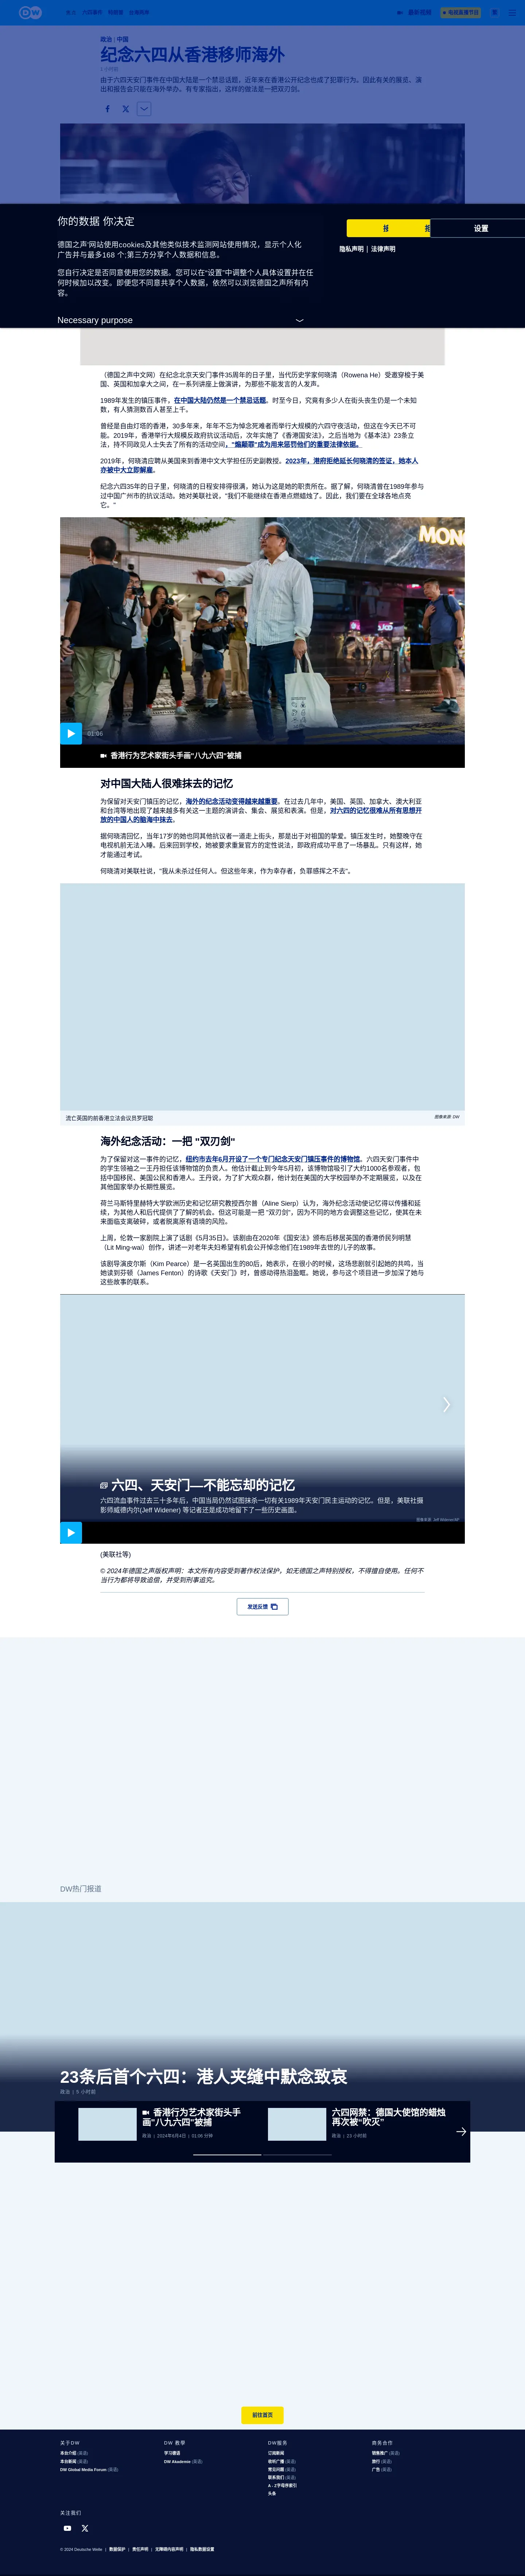 政治 | 中国
纪念六四从香港移师海外
由于六四天安门事件在中国大陆是一个禁忌话题，近年来在香港公开纪念也成了犯罪行为。因此有关的展览、演
出和报告会只能在海外举办。有专家指出，这样的做法是一把双刃剑。
你的数据 你决定
德国之声'网站使用cookies及其他类似技术监测网站使用情况，显示个人化
广告并与最多168 个;第三方分享个人数据和信息。
您自行决定是否同意使用您的数据。您可以在"设置"中调整个人具体设置并在任
何时候加以改变。即使您不同意共享个人数据，依然可以浏览德国之声所有内
容。
Necessary purpose
设置
隐私声明 | 法律声明
（德国之声中文网）在纪念北京天安门事件35周年的日子里，当代历史学家何晓清（Rowena He）受邀穿梭于美
国、英国和加拿大之间，在一系列讲座上做演讲，为那些不能发言的人发声。
1989年发生的镇压事件，在中国大陆仍然是一个禁忌话题。时至今日，究竟有多少人在街头丧生仍是一个未知
数，有人猜测数百人甚至上千。
曾经是自由灯塔的香港，30多年来，年年不忘为悼念死难者而举行大规模的六四守夜活动，但这在今天已不可
能。2019年，香港举行大规模反政府抗议活动后，次年实施了《香港国安法》，之后当地为《基本法》23条立
法，持不同政见人士失去了所有的活动空间，"煽颠罪"成为用来惩罚他们的重要法律依据。
2019年，何晓清应聘从美国来到香港中文大学担任历史副教授。2023年，港府拒绝延长何晓清的签证，她本人
亦被中大立即解雇。
纪念六四35年的日子里，何晓清的日程安排得很满，她认为这是她的职责所在。据了解，何晓清曾在1989年参与
过中国广州市的抗议活动。她对美联社说，"我们不能继续在香港点燃蜡烛了。因此，我们要在全球各地点亮
它。"
01:06
香港行为艺术家街头手画"八九六四"被捕
对中国大陆人很难抹去的记忆
为保留对天安门镇压的记忆，海外的纪念活动变得越来越重要。在过去几年中，美国、英国、加拿大、澳大利亚
和台湾等地出现了越来越多有关这一主题的演讲会、集会、展览和表演。但是，对六四的记忆很难从所有思想开
放的中国人的脑海中抹去。
据何晓清回忆，当年17岁的她也同其他抗议者一道走上街头，那是出于对祖国的挚爱。镇压发生时，她整晚守在
电视机前无法入睡。后来回到学校，她被要求重复官方的定性说法，即政府成功平息了一场暴乱。只有这样，她
才能通过考试。
何晓清对美联社说，"我从未杀过任何人。但这些年来，作为幸存者，负罪感挥之不去"。
流亡英国的前香港立法会议员罗冠聪
图像来源: DW
海外纪念活动：一把 "双刃剑"
为了保留对这一事件的记忆，纽约市去年6月开设了一个专门纪念天安门镇压事件的博物馆。六四天安门事件中
的学生领袖之一王丹担任该博物馆的负责人。他估计截止到今年5月初，该博物馆吸引了大约1000名参观者，包
括中国移民、美国公民和香港人。王丹说，为了扩大观众群，他计划在美国的大学校园举办不定期展览，以及在
其他国家举办长期性展览。
荷兰马斯特里赫特大学欧洲历史和记忆研究教授西尔普（Aline Sierp）认为，海外纪念活动使记忆得以传播和延
续，为其他人和后代提供了了解的机会。但这可能是一把 "双刃剑"，因为不同的地方会调整这些记忆，使其在未
来面临支离破碎，或者脱离原有语境的风险。
上周，伦敦一家剧院上演了话剧《5月35日》。该剧由在2020年《国安法》颁布后移居英国的香港侨民列明慧
（Lit Ming-wai）创作，讲述一对老年夫妇希望有机会公开悼念他们在1989年去世的儿子的故事。
该剧导演皮尔斯（Kim Pearce）是一名英国出生的80后，她表示，在很小的时候，这场悲剧就引起她的共鸣，当
她读到芬顿（James Fenton）的诗歌《天安门》时，曾感动得热泪盈眶。她说，参与这个项目进一步加深了她与
这些故事的联系。
六四、天安门—不能忘却的记忆
六四流血事件过去三十多年后，中国当局仍然试图抹杀一切有关1989年天安门民主运动的记忆。但是，美联社摄
影师威德内尔(Jeff Widener) 等记者还是成功地留下了一些历史画面。
图像来源: Jeff Widener/AP
(美联社等)
© 2024年德国之声版权声明：本文所有内容受到著作权法保护，如无德国之声特别授权，不得擅自使用。任何不
当行为都将导致追偿，并受到刑事追究。
发送反馈
DW热门报道
23条后首个六四：港人夹缝中默念致哀
政治 | 5 小时前
香港行为艺术家街头手
画"八九六四"被捕
政治 | 2024年6月4日 | 01:06 分钟
六四网禁：德国大使馆的蜡烛
再次被"吹灭"
政治 | 23 小时前
前往首页
关于DW
本台介绍 (英语)
本台新闻 (英语)
DW Global Media Forum (英语)
DW 教学
学习德语
DW Akademie (英语)
DW服务
订阅新闻
收听广播 (英语)
常见问题 (英语)
联系我们 (英语)
A - Z字母序索引
头条
商务合作
销售推广 (英语)
旅行 (英语)
广告 (英语)
关注我们
© 2024 Deutsche Welle | 数据保护 | 责任声明 | 无障碍内容声明 | 隐私数据设置